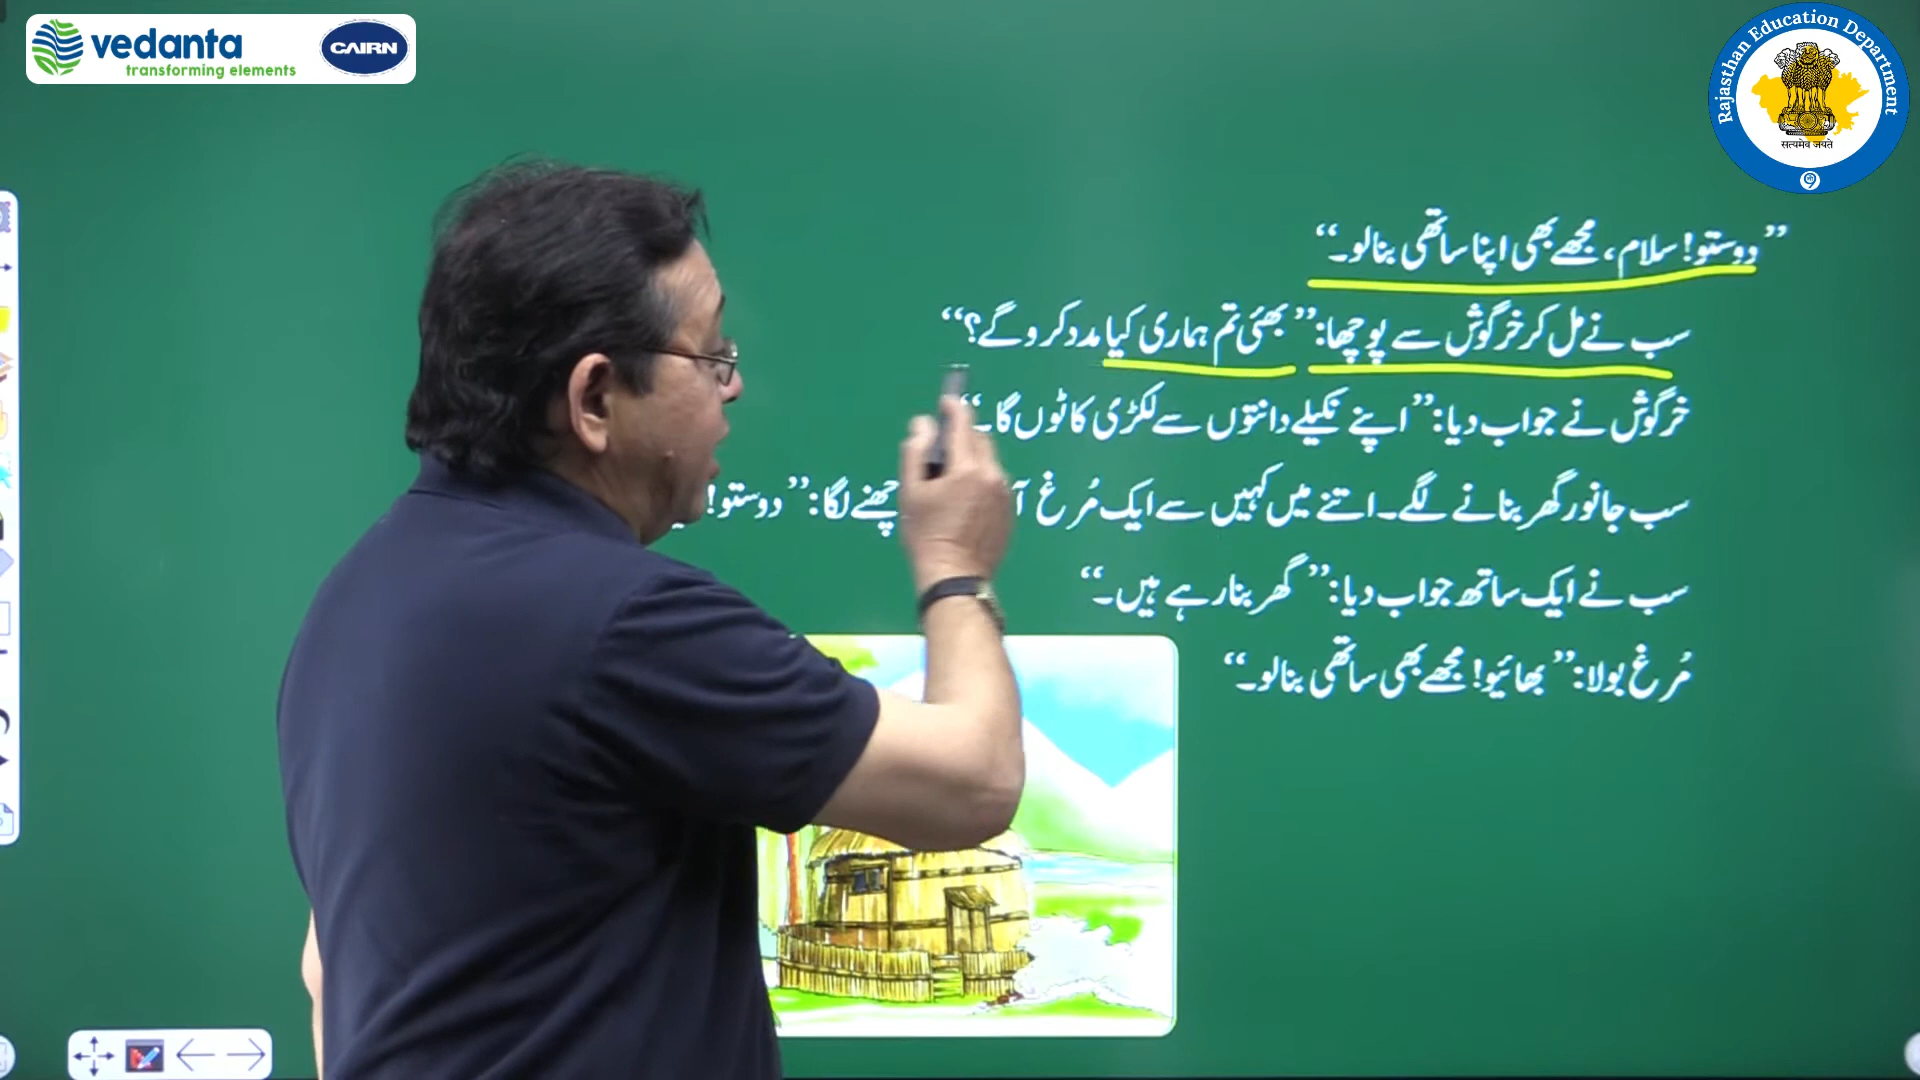 vedanta
transforming elements
CAIRN
Rajasthan Education Department
सत्यमेव जयते
”دوستو! سلام، مجھے بھی اپنا ساتھی بنالو۔“
سب نے مل کر خرگوش سے پوچھا: ”بھئی تم ہماری کیا مدد کرو گے؟“
خرگوش نے جواب دیا: ”اپنے نکیلے دانتوں سے لکڑی کاٹوں گا۔“
سب جانور گھر بنانے لگے۔ اتنے میں کہیں سے ایک مُرغ لگا: ”دوستو!
سب نے ایک ساتھ جواب دیا: ”گھر بنا رہے ہیں۔“
مُرغ بولا: ”بھائیو! مجھے بھی ساتھی بنالو۔“